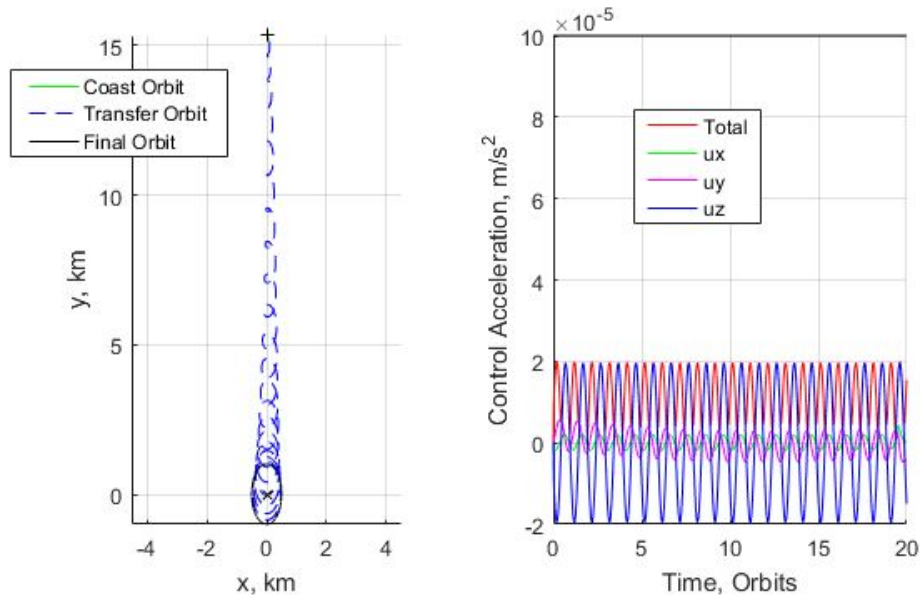 15
10
5
0
-4
-2
0
2
4
y, km
x, km
Coast Orbit
Transfer Orbit
Final Orbit
× 10⁻⁵
10
8
6
4
2
0
-2
0
5
10
15
20
Control Acceleration, m/s²
Time, Orbits
Total
ux
uy
uz